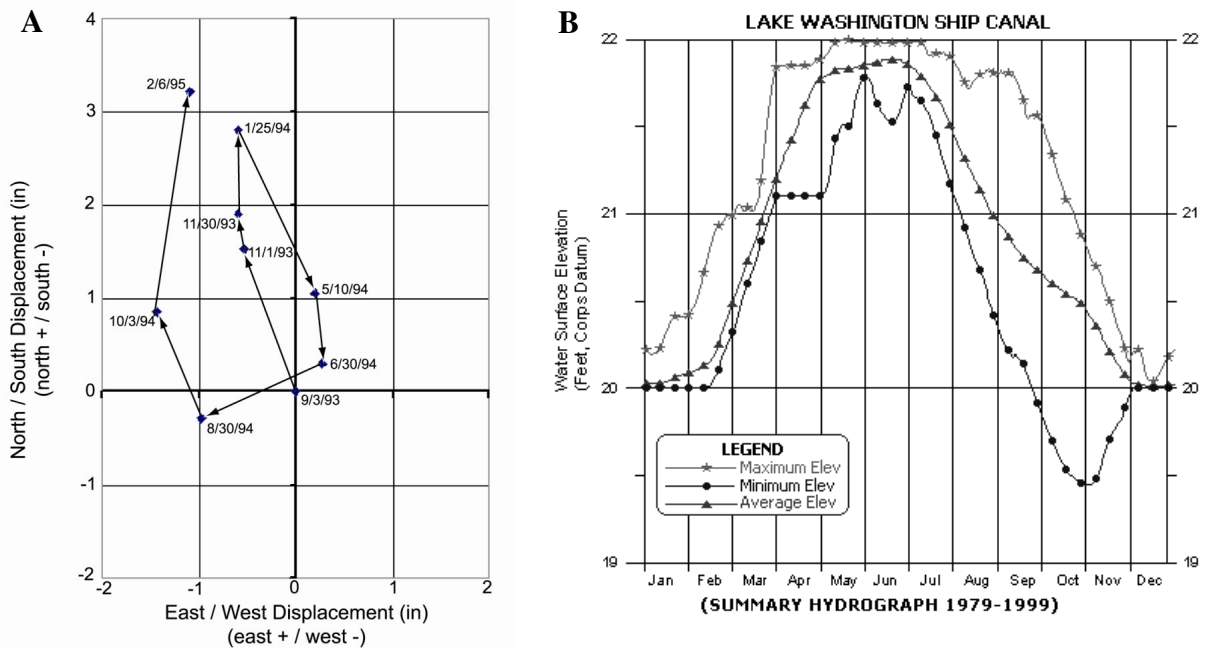 A
4
3
2
1
0
-1
-2
-2
-1
0
1
2
North / South Displacement (in)
(north + / south -)
East / West Displacement (in)
(east + / west -)
2/6/95
1/25/94
11/30/93
11/1/93
5/10/94
10/3/94
6/30/94
9/3/93
8/30/94
B
LAKE WASHINGTON SHIP CANAL
22
21
20
19
22
21
20
19
Water Surface Elevation
(Feet, Corps Datum)
LEGEND
Maximum Elev
Minimum Elev
Average Elev
Jan Feb Mar Apr May Jun Jul Aug Sep Oct Nov Dec
(SUMMARY HYDROGRAPH 1979-1999)